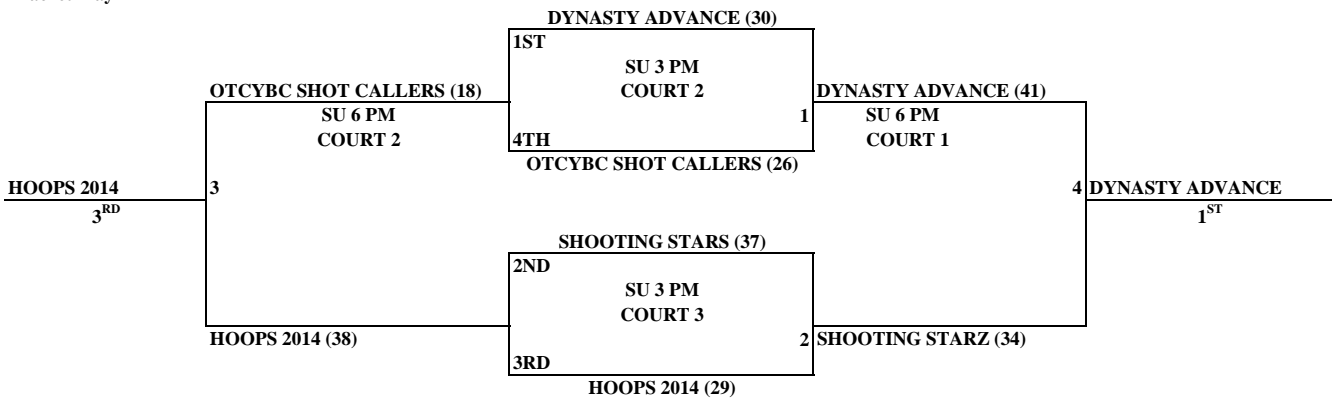 DYNASTY ADVANCE (30)
1ST
SU 3 PM
COURT 2
OTCYBC SHOT CALLERS (18)
DYNASTY ADVANCE (41)
SU 6 PM
COURT 2
1
SU 6 PM
COURT 1
4TH
OTCYBC SHOT CALLERS (26)
HOOPS 2014
3
4
DYNASTY ADVANCE
3RD
1ST
SHOOTING STARS (37)
2ND
SU 3 PM
COURT 3
HOOPS 2014 (38)
2
SHOOTING STARZ (34)
3RD
HOOPS 2014 (29)